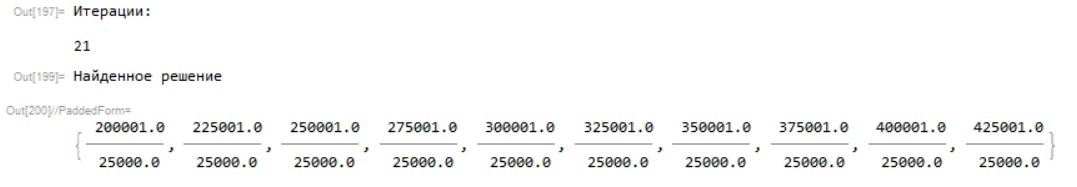 Out[197]= Итерации:
21
Out[199]= Найденное решение
Out[200]//PaddedForm=
{ 200001.0 , 225001.0 , 250001.0 , 275001.0 , 300001.0 , 325001.0 , 350001.0 , 375001.0 , 400001.0 , 425001.0 }
25000.0 25000.0 25000.0 25000.0 25000.0 25000.0 25000.0 25000.0 25000.0 25000.0